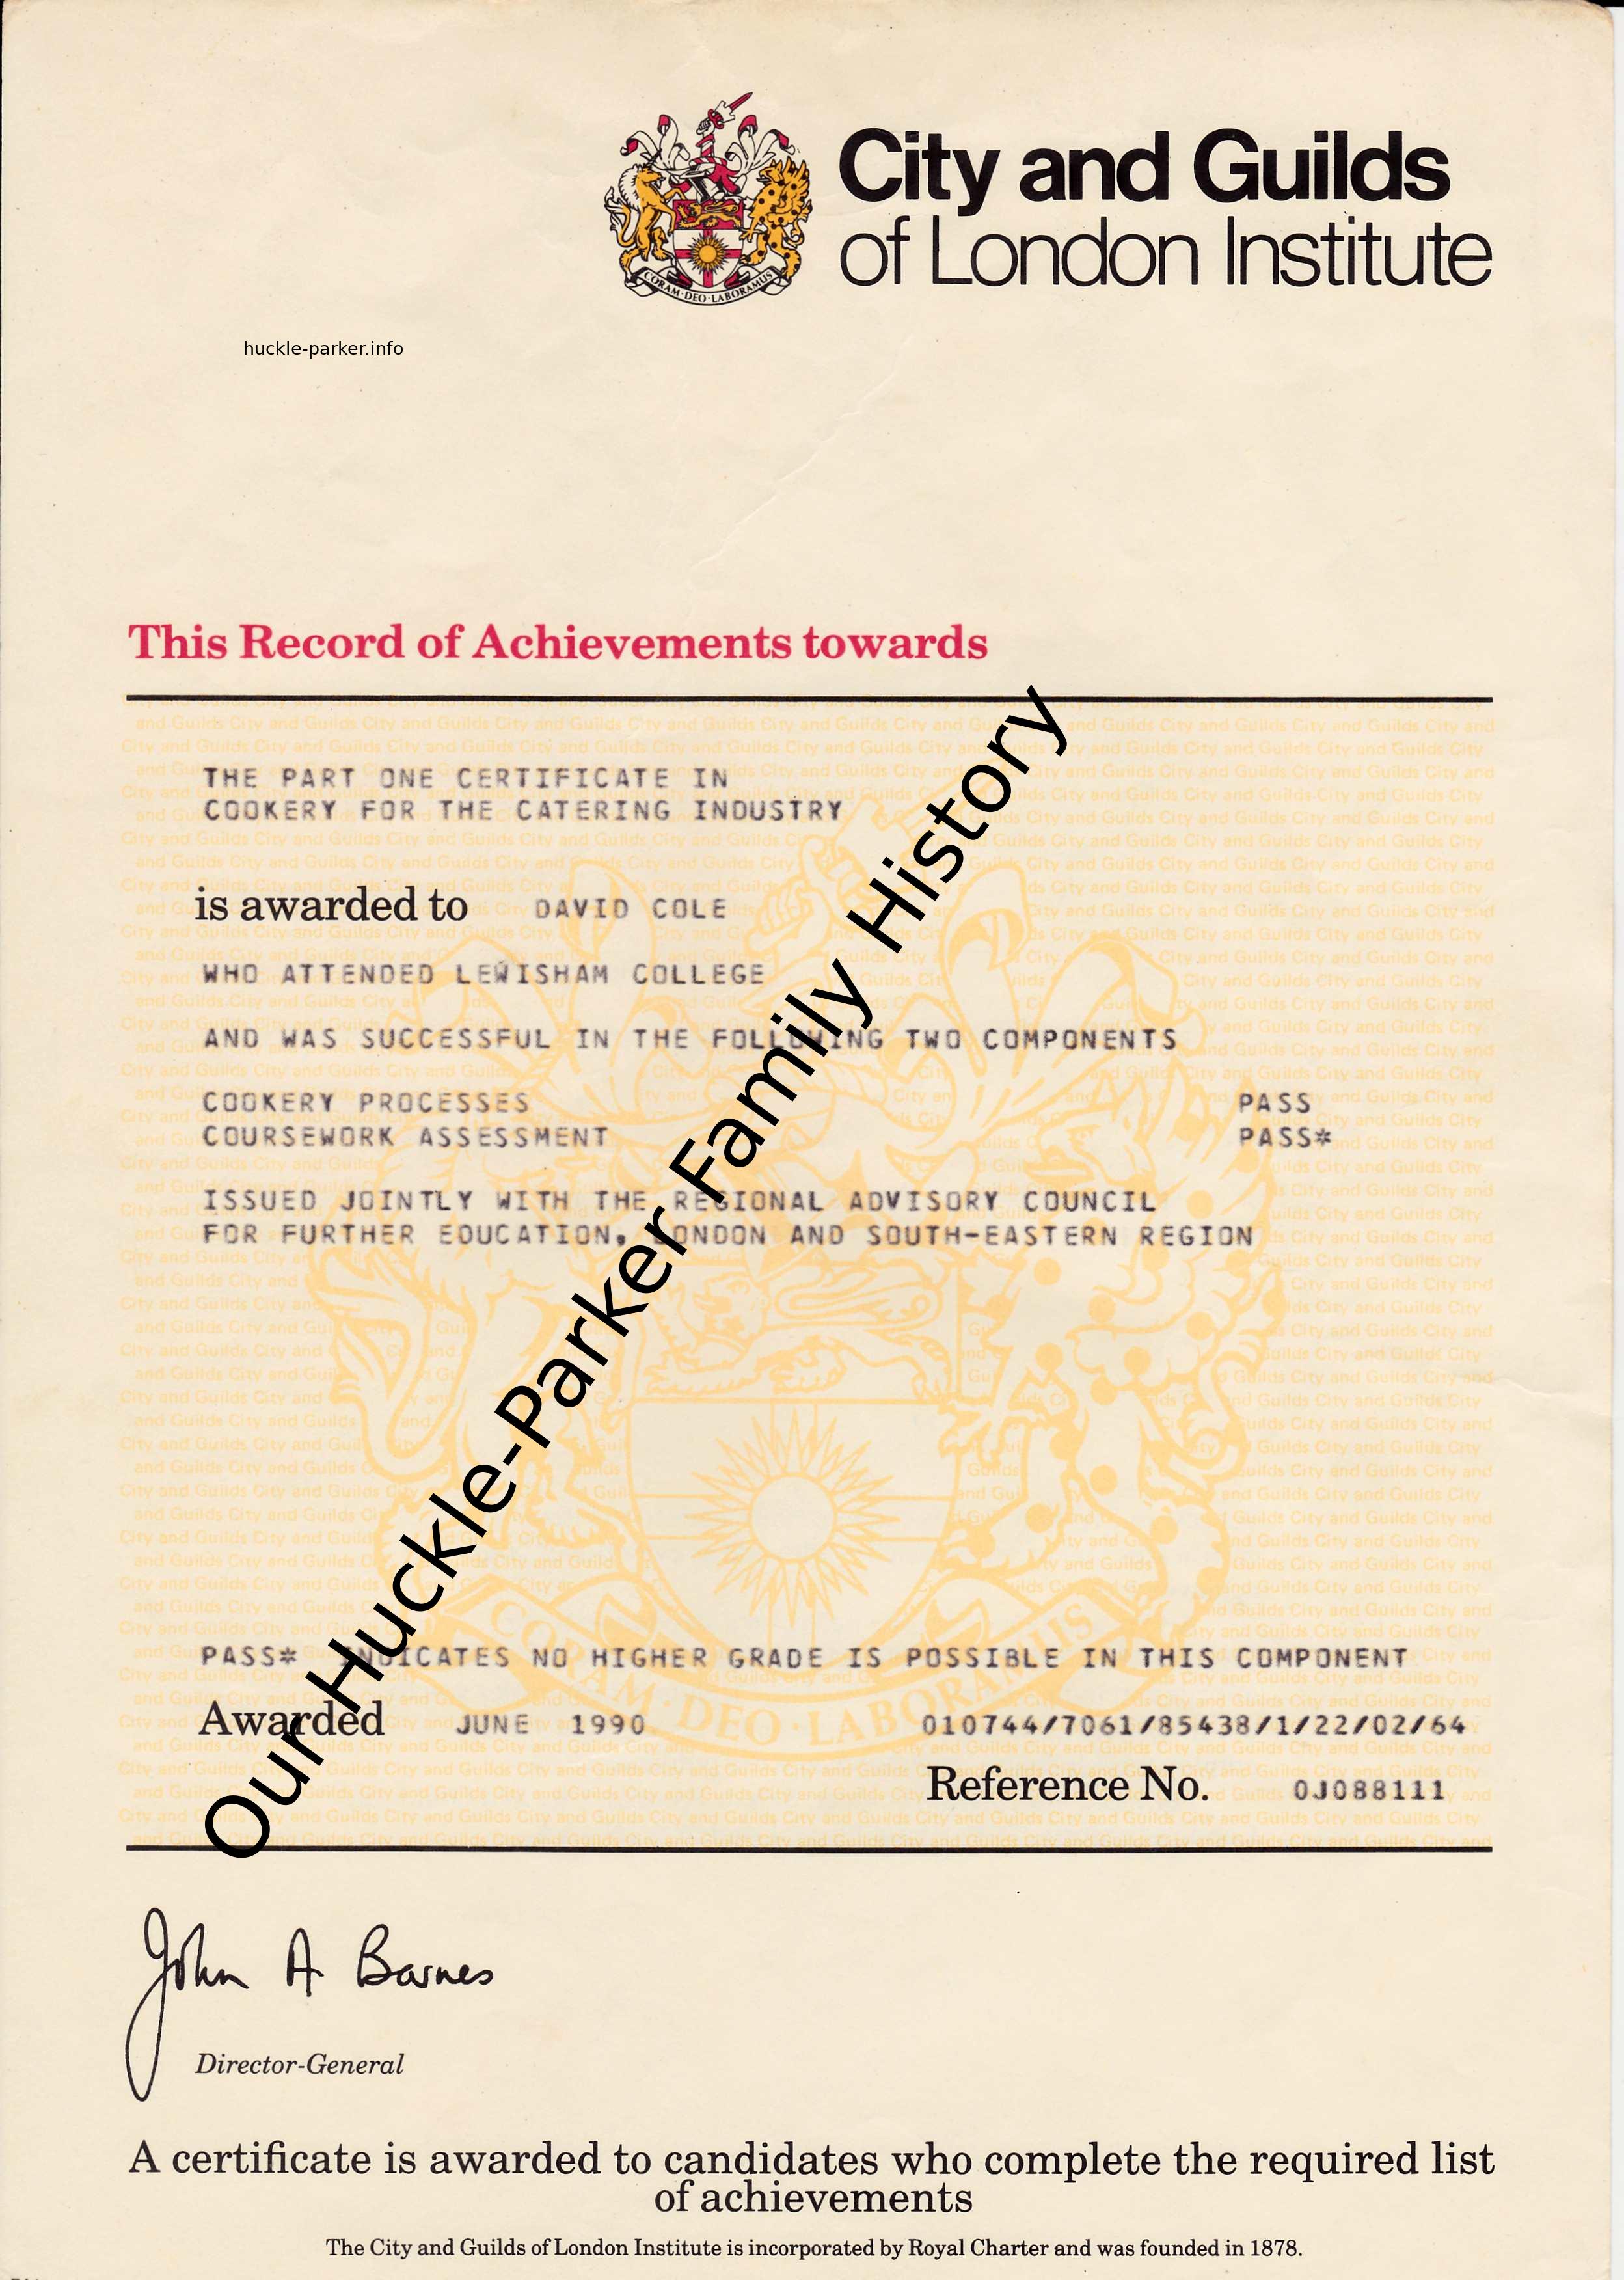 City and Guilds
of London Institute
CORAM·DEO·LABORAMUS
huckle-parker.info
This Record of Achievements towards
THE PART ONE CERTIFICATE IN
COOKERY FOR THE CATERING INDUSTRY
is awarded to DAVID COLE
WHO ATTENDED LEWISHAM COLLEGE
AND WAS SUCCESSFUL IN THE FOLLOWING TWO COMPONENTS
COOKERY PROCESSES PASS
COURSEWORK ASSESSMENT PASS*
ISSUED JOINTLY WITH THE REGIONAL ADVISORY COUNCIL
FOR FURTHER EDUCATION, LONDON AND SOUTH-EASTERN REGION
Our Huckle-Parker Family History
PASS* INDICATES NO HIGHER GRADE IS POSSIBLE IN THIS COMPONENT
CORAM·DEO·LABORAMUS
Awarded JUNE 1990 010744/7061/85438/1/22/02/64
Reference No. 0J088111
John A Barnes
Director-General
A certificate is awarded to candidates who complete the required list
of achievements
The City and Guilds of London Institute is incorporated by Royal Charter and was founded in 1878.